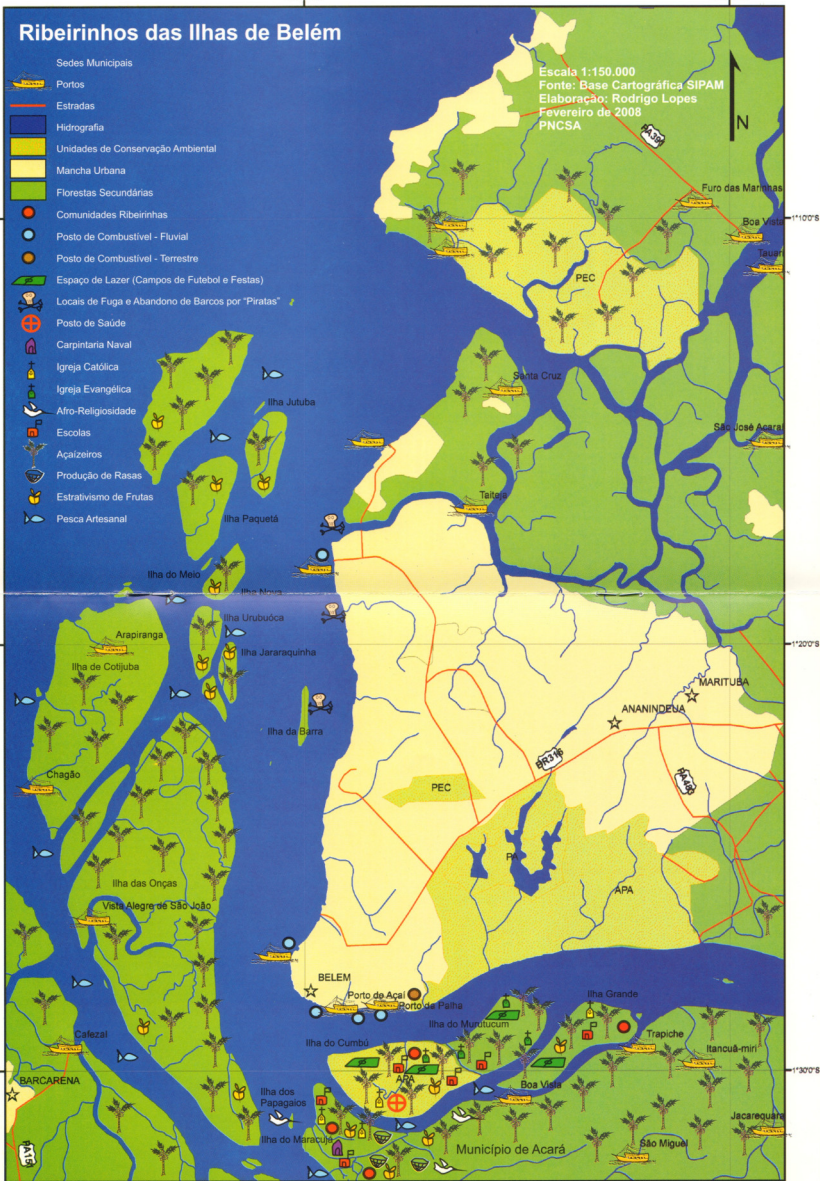 Ribeirinhos das Ilhas de Belém
Sedes Municipais
Portos
Estradas
Hidrografia
Unidades de Conservação Ambiental
Mancha Urbana
Florestas Secundárias
Comunidades Ribeirinhas
Posto de Combustível - Fluvial
Posto de Combustível - Terrestre
Espaço de Lazer (Campos de Futebol e Festas)
Locais de Fuga e Abandono de Barcos por “Piratas”
Posto de Saúde
Carpintaria Naval
Igreja Católica
Igreja Evangélica
Afro-Religiosidade
Escolas
Açaízeiros
Produção de Rasas
Estrativismo de Frutas
Pesca Artesanal
Escala 1:150.000
Fonte: Base Cartográfica SIPAM
Elaboração: Rodrigo Lopes
Fevereiro de 2008
PNCSA
N
PA391
Furo das Marinhas
1°10'0"S
Boa Vista
Tauari
PEC
Santa Cruz
Ilha Jutuba
São José Acaraí
Taiteja
Ilha Paquetá
Ilha do Meio
Ilha Nova
Ilha Urubuóca
Arapiranga
1°20'0"S
Ilha Jararaquinha
Ilha de Cotijuba
MARITUBA
ANANINDEUA
Ilha da Barra
BR316
Chagão
PEC
PA483
PA
Ilha das Onças
APA
Vista Alegre de São João
BELEM
Porto do Açaí
Ilha Grande
Porto da Palha
Ilha do Murutucum
Cafezal
Ilha do Cumbú
Trapiche
Itancuã-miri
1°30'0"S
BARCARENA
APA
Boa Vista
Ilha dos
Papagaios
Jacarequara
Ilha do Maracujá
Município de Acará
São Miguel
PA151